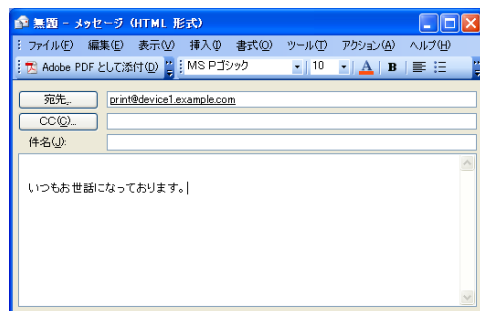 無題 - メッセージ (HTML 形式)
ファイル(F) 編集(E) 表示(V) 挿入(I) 書式(O) ツール(T) アクション(A) ヘルプ(H)
Adobe PDF として添付(D) MS Pゴシック 10 A B
宛先... print@device1.example.com
CC(C)...
件名(J):
いつもお世話になっております。